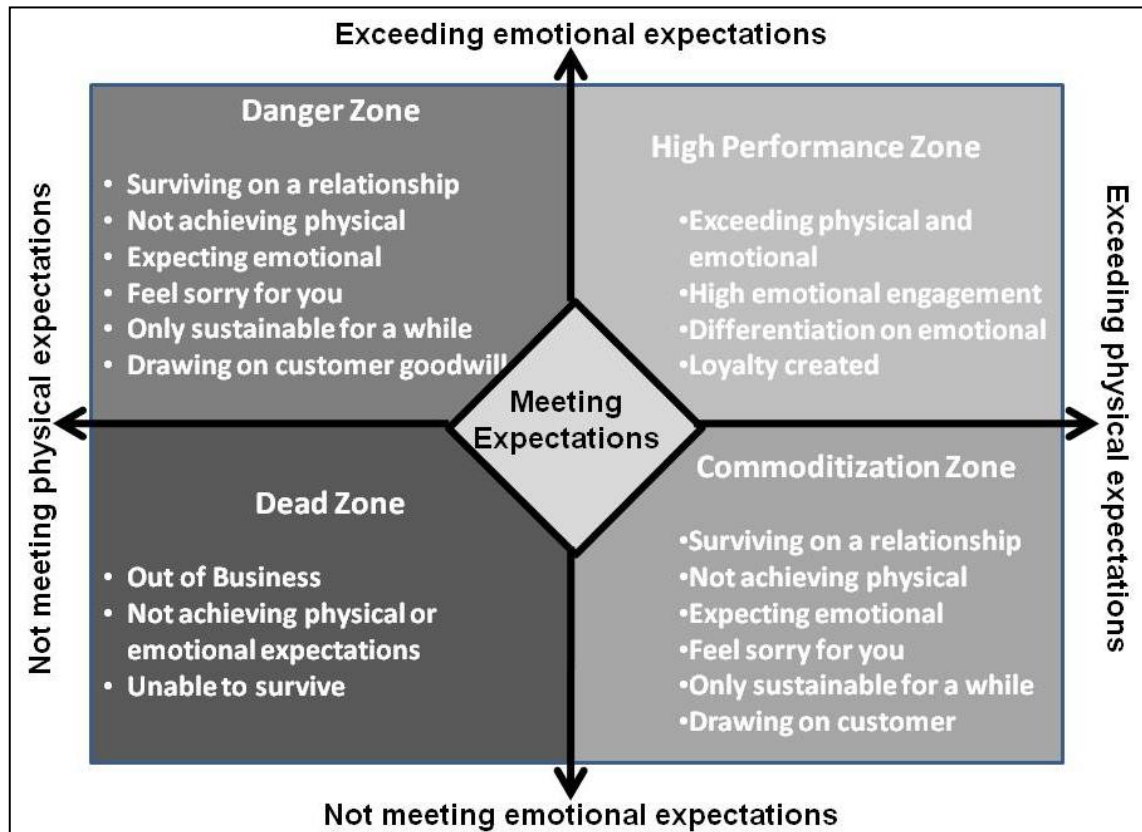 Exceeding emotional expectations
Danger Zone
• Surviving on a relationship
• Not achieving physical
• Expecting emotional
• Feel sorry for you
• Only sustainable for a while
• Drawing on customer goodwill
High Performance Zone
•Exceeding physical and
emotional
•High emotional engagement
•Differentiation on emotional
•Loyalty created
Not meeting physical expectations
Meeting
Expectations
Exceeding physical expectations
Dead Zone
• Out of Business
• Not achieving physical or
emotional expectations
• Unable to survive
Commoditization Zone
•Surviving on a relationship
•Not achieving physical
•Expecting emotional
•Feel sorry for you
•Only sustainable for a while
•Drawing on customer
Not meeting emotional expectations